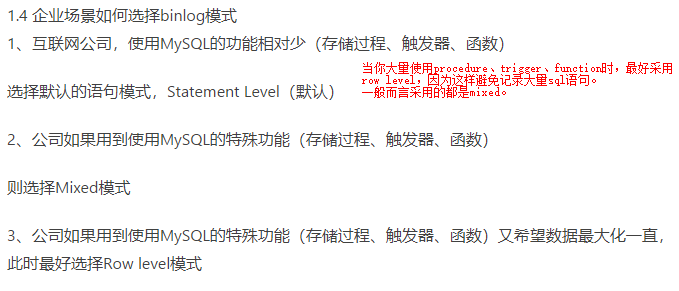 1.4 企业场景如何选择binlog模式
1、互联网公司，使用MySQL的功能相对少（存储过程、触发器、函数）
当你大量使用procedure、trigger、function时，最好采用
row level，因为这样避免记录大量sql语句。
一般而言采用的都是mixed。
选择默认的语句模式，Statement Level（默认）
2、公司如果用到使用MySQL的特殊功能（存储过程、触发器、函数）
则选择Mixed模式
3、公司如果用到使用MySQL的特殊功能（存储过程、触发器、函数）又希望数据最大化一直，
此时最好选择Row level模式